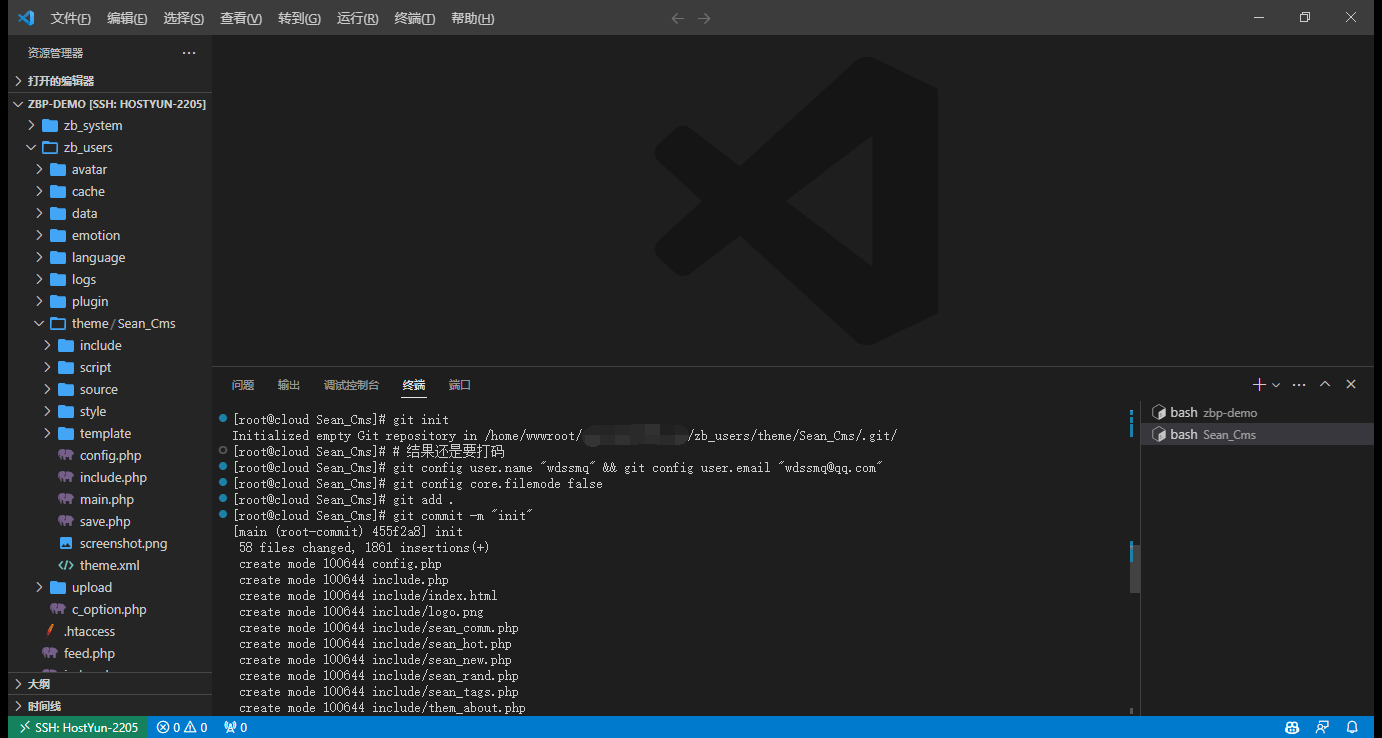 文件(F) 编辑(E) 选择(S) 查看(V) 转到(G) 运行(R) 终端(T) 帮助(H)
资源管理器
打开的编辑器
ZBP-DEMO [SSH: HOSTYUN-2205]
zb_system
zb_users
avatar
cache
data
emotion
language
logs
plugin
theme / Sean_Cms
include
script
source
style
template
config.php
include.php
main.php
save.php
screenshot.png
theme.xml
upload
c_option.php
.htaccess
feed.php
大纲
时间线
问题 输出 调试控制台 终端 端口
[root@cloud Sean_Cms]# git init
Initialized empty Git repository in /home/wwwroot/ /zb_users/theme/Sean_Cms/.git/
[root@cloud Sean_Cms]# # 结果还是要打码
[root@cloud Sean_Cms]# git config user.name "wdssmq" && git config user.email "wdssmq@qq.com"
[root@cloud Sean_Cms]# git config core.filemode false
[root@cloud Sean_Cms]# git add .
[root@cloud Sean_Cms]# git commit -m "init"
[main (root-commit) 455f2a8] init
58 files changed, 1861 insertions(+)
create mode 100644 config.php
create mode 100644 include.php
create mode 100644 include/index.html
create mode 100644 include/logo.png
create mode 100644 include/sean_comm.php
create mode 100644 include/sean_hot.php
create mode 100644 include/sean_new.php
create mode 100644 include/sean_rand.php
create mode 100644 include/sean_tags.php
create mode 100644 include/them_about.php
bash zbp-demo
bash Sean_Cms
SSH: HostYun-2205 0 0 0